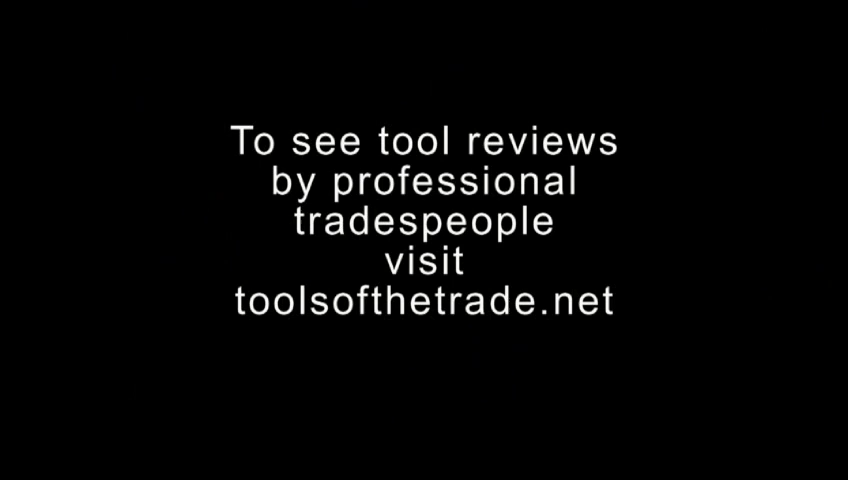 To see tool reviews
by professional
tradespeople
visit
toolsofthetrade.net